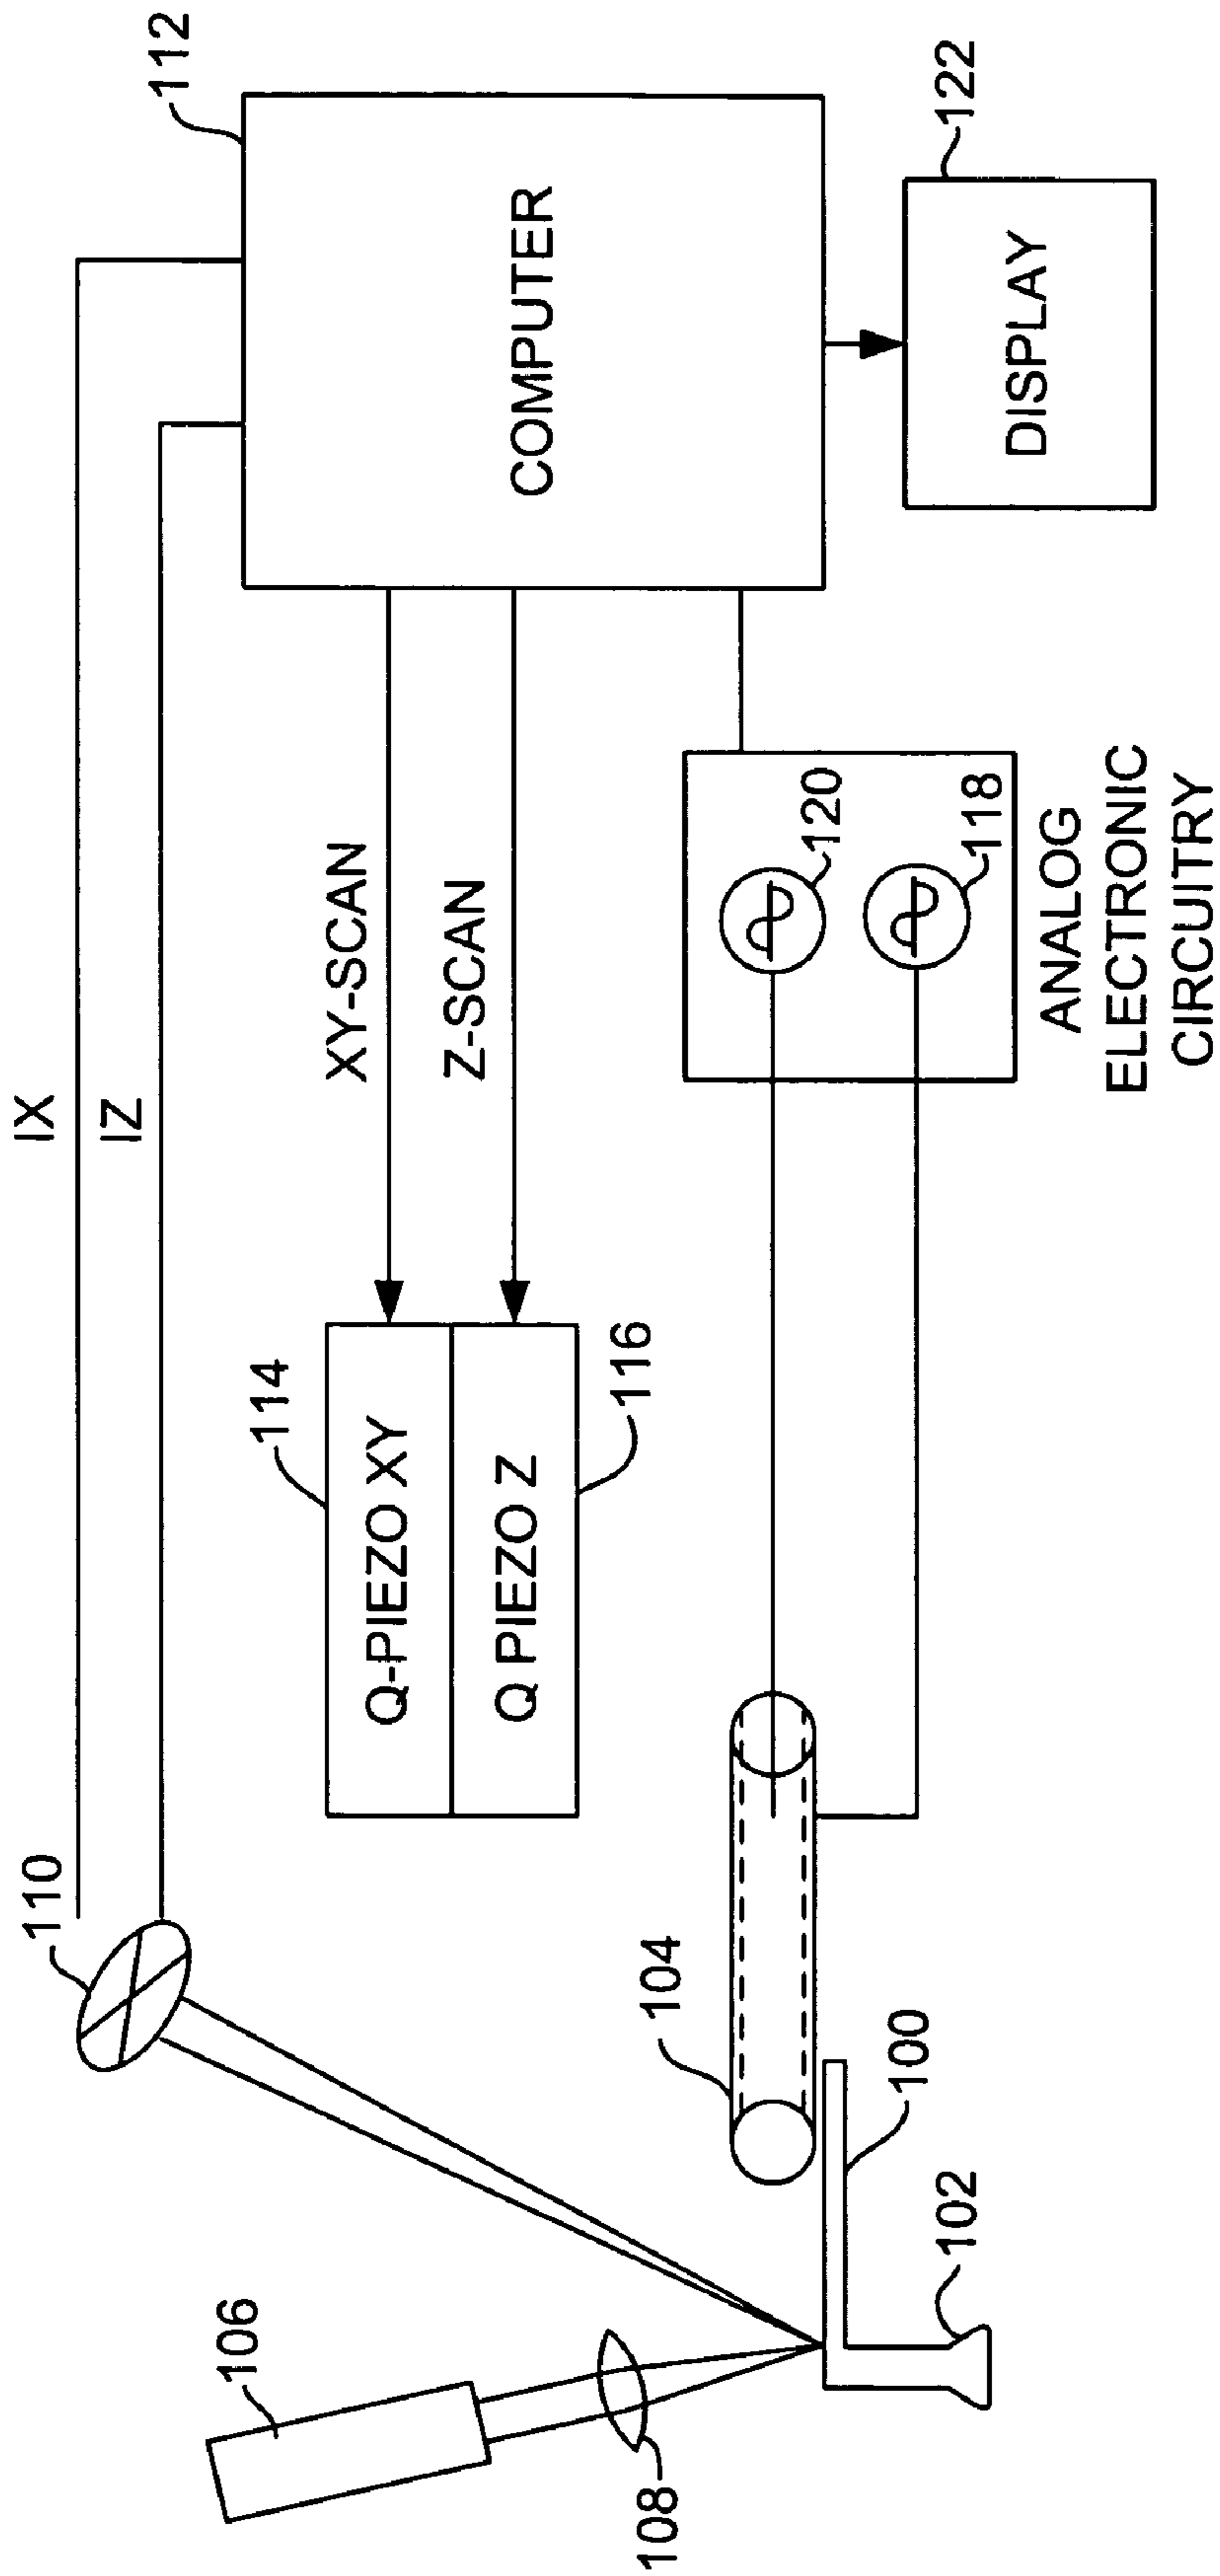 106
108
110
IX
IZ
112
114
Q-PIEZO XY
Q PIEZO Z
116
XY-SCAN
Z-SCAN
COMPUTER
104
100
102
120
118
ANALOG
ELECTRONIC
CIRCUITRY
122
DISPLAY